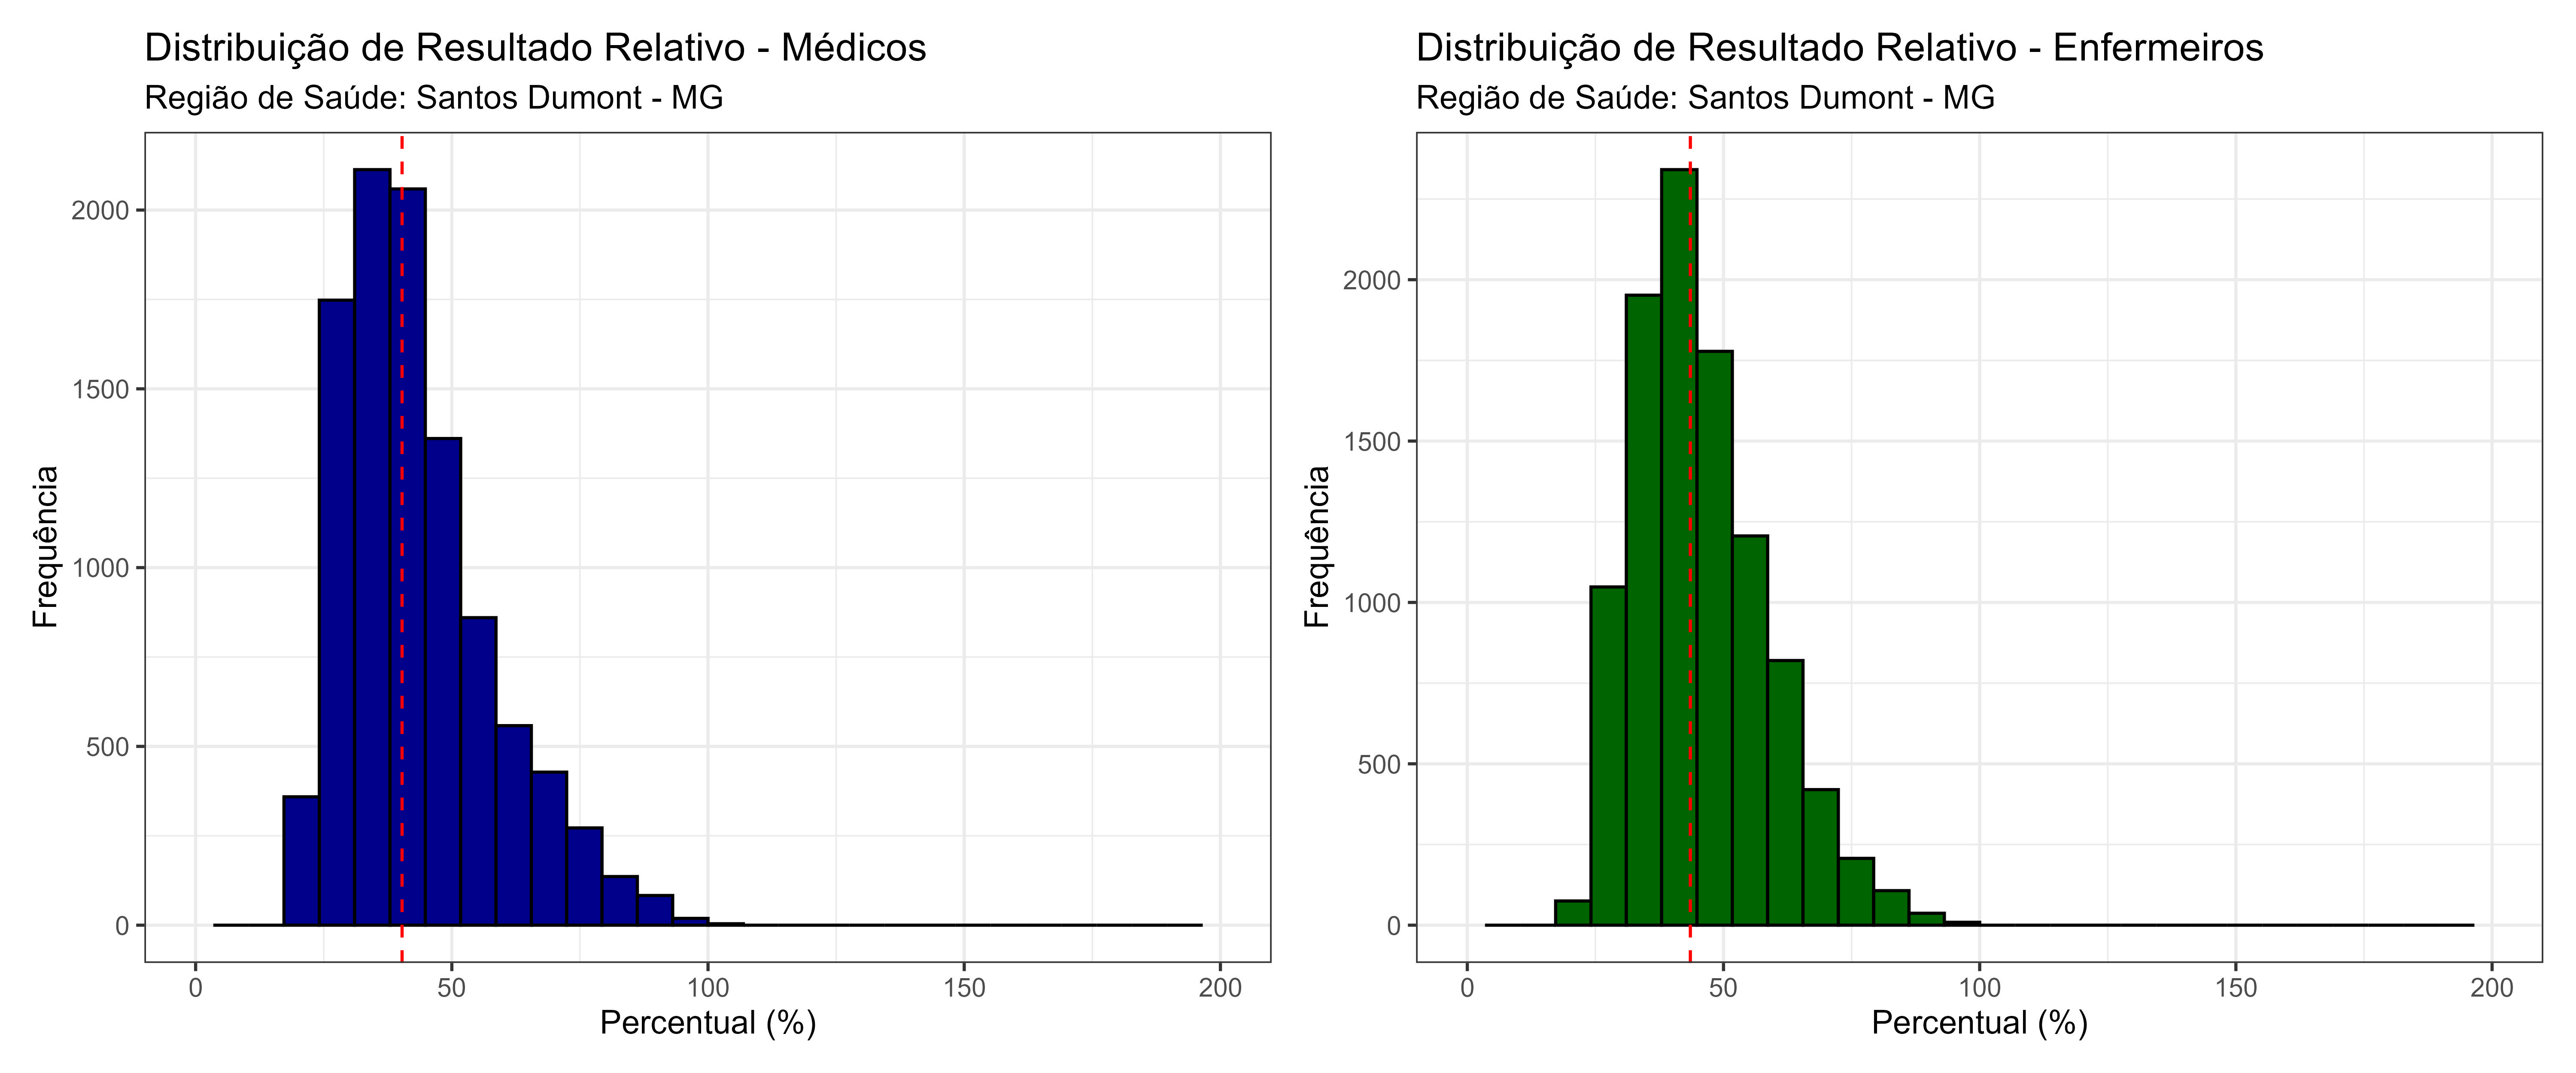 Distribuição de Resultado Relativo - Médicos
Região de Saúde: Santos Dumont - MG
Frequência
2000
1500
1000
500
0
0 50 100 150 200
Percentual (%)
Distribuição de Resultado Relativo - Enfermeiros
Região de Saúde: Santos Dumont - MG
Frequência
2000
1500
1000
500
0
0 50 100 150 200
Percentual (%)